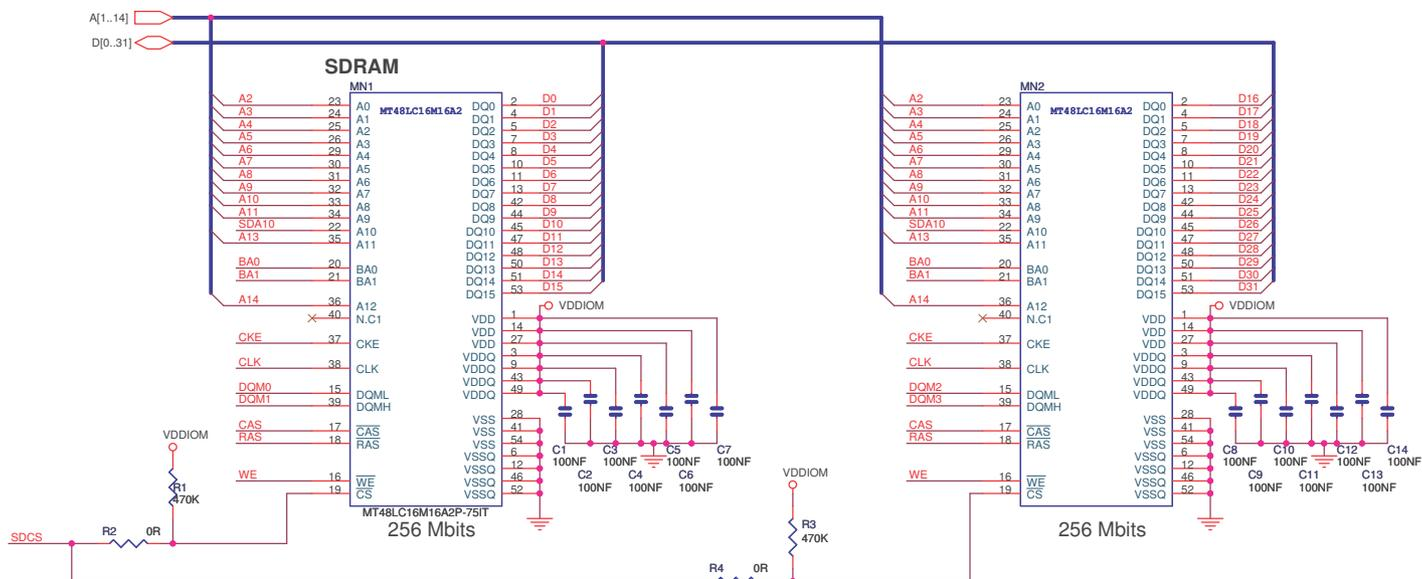 A[1..14]
D[0..31]
SDRAM
MN1 MN2
MT48LC16M16A2 MT48LC16M16A2
A2 23 A0 DQ0 2 D0 A2 23 A0 DQ0 2 D16
A3 24 A1 DQ1 4 D1 A3 24 A1 DQ1 4 D17
A4 25 A2 DQ2 5 D2 A4 25 A2 DQ2 5 D18
A5 26 A3 DQ3 7 D3 A5 26 A3 DQ3 7 D19
A6 29 A4 DQ4 8 D4 A6 29 A4 DQ4 8 D20
A7 30 A5 DQ5 10 D5 A7 30 A5 DQ5 10 D21
A8 31 A6 DQ6 11 D6 A8 31 A6 DQ6 11 D22
A9 32 A7 DQ7 13 D7 A9 32 A7 DQ7 13 D23
A10 33 A8 DQ8 42 D8 A10 33 A8 DQ8 42 D24
A11 34 A9 DQ9 44 D9 A11 34 A9 DQ9 44 D25
SDA10 22 A10 DQ10 45 D10 SDA10 22 A10 DQ10 45 D26
A13 35 A11 DQ11 47 D11 A13 35 A11 DQ11 47 D27
DQ12 48 D12 DQ12 48 D28
BA0 20 BA0 DQ13 50 D13 BA0 20 BA0 DQ13 50 D29
BA1 21 BA1 DQ14 51 D14 BA1 21 BA1 DQ14 51 D30
DQ15 53 D15 DQ15 53 D31
A14 36 A12 VDDIOM A14 36 A12 VDDIOM
40 N.C1 VDD 1 40 N.C1 VDD 1
VDD 14 VDD 14
CKE 37 CKE VDD 27 CKE 37 CKE VDD 27
VDDQ 3 VDDQ 3
CLK 38 CLK VDDQ 9 CLK 38 CLK VDDQ 9
VDDQ 43 VDDQ 43
DQM0 15 DQML VDDQ 49 DQM2 15 DQML VDDQ 49
DQM1 39 DQMH DQM3 39 DQMH
VSS 28 VSS 28
CAS 17 CAS VSS 41 CAS 17 CAS VSS 41
RAS 18 RAS VSS 54 RAS 18 RAS VSS 54
VDDIOM
VSSQ 6 C1 C3 C5 C7 VSSQ 6 C8 C10 C12 C14
100NF 100NF 100NF 100NF 100NF 100NF 100NF 100NF
VSSQ 12 C2 C4 C6 VSSQ 12 C9 C11 C13
WE 16 WE VSSQ 46 100NF 100NF 100NF WE 16 WE VSSQ 46 100NF 100NF 100NF
19 CS VSSQ 52 19 CS VSSQ 52
VDDIOM
R1
470K
MT48LC16M16A2P-75IT
256 Mbits 256 Mbits
SDCS R2 0R
R3
470K
R4 0R